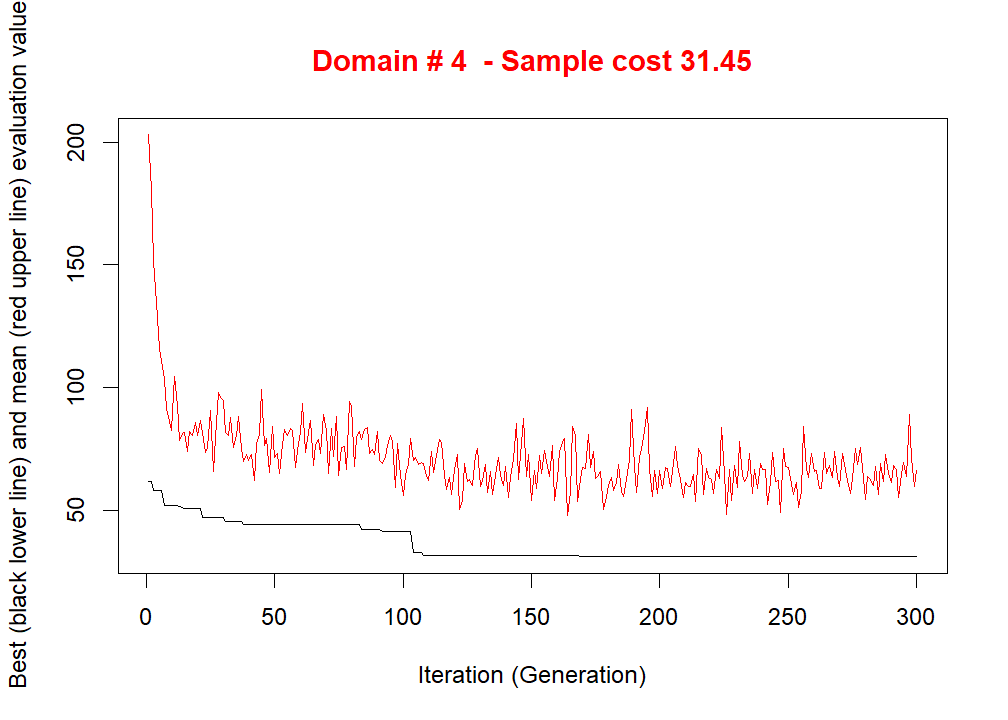 Domain # 4  - Sample cost 31.45
Best (black lower line) and mean (red upper line) evaluation value
200
150
100
50
0 50 100 150 200 250 300
Iteration (Generation)